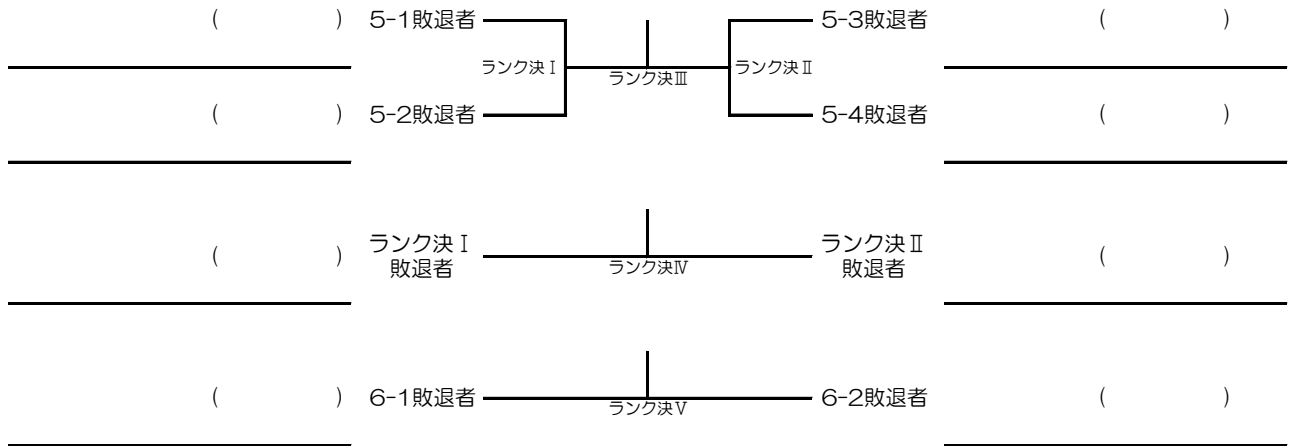 (　　　) 5-1敗退者 5-3敗退者 (　　　)
ランク決Ⅰ ランク決Ⅲ ランク決Ⅱ
(　　　) 5-2敗退者 5-4敗退者 (　　　)
ランク決Ⅰ ランク決Ⅱ
(　　　) 敗退者 ランク決Ⅳ 敗退者 (　　　)
(　　　) 6-1敗退者 6-2敗退者 (　　　)
ランク決Ⅴ